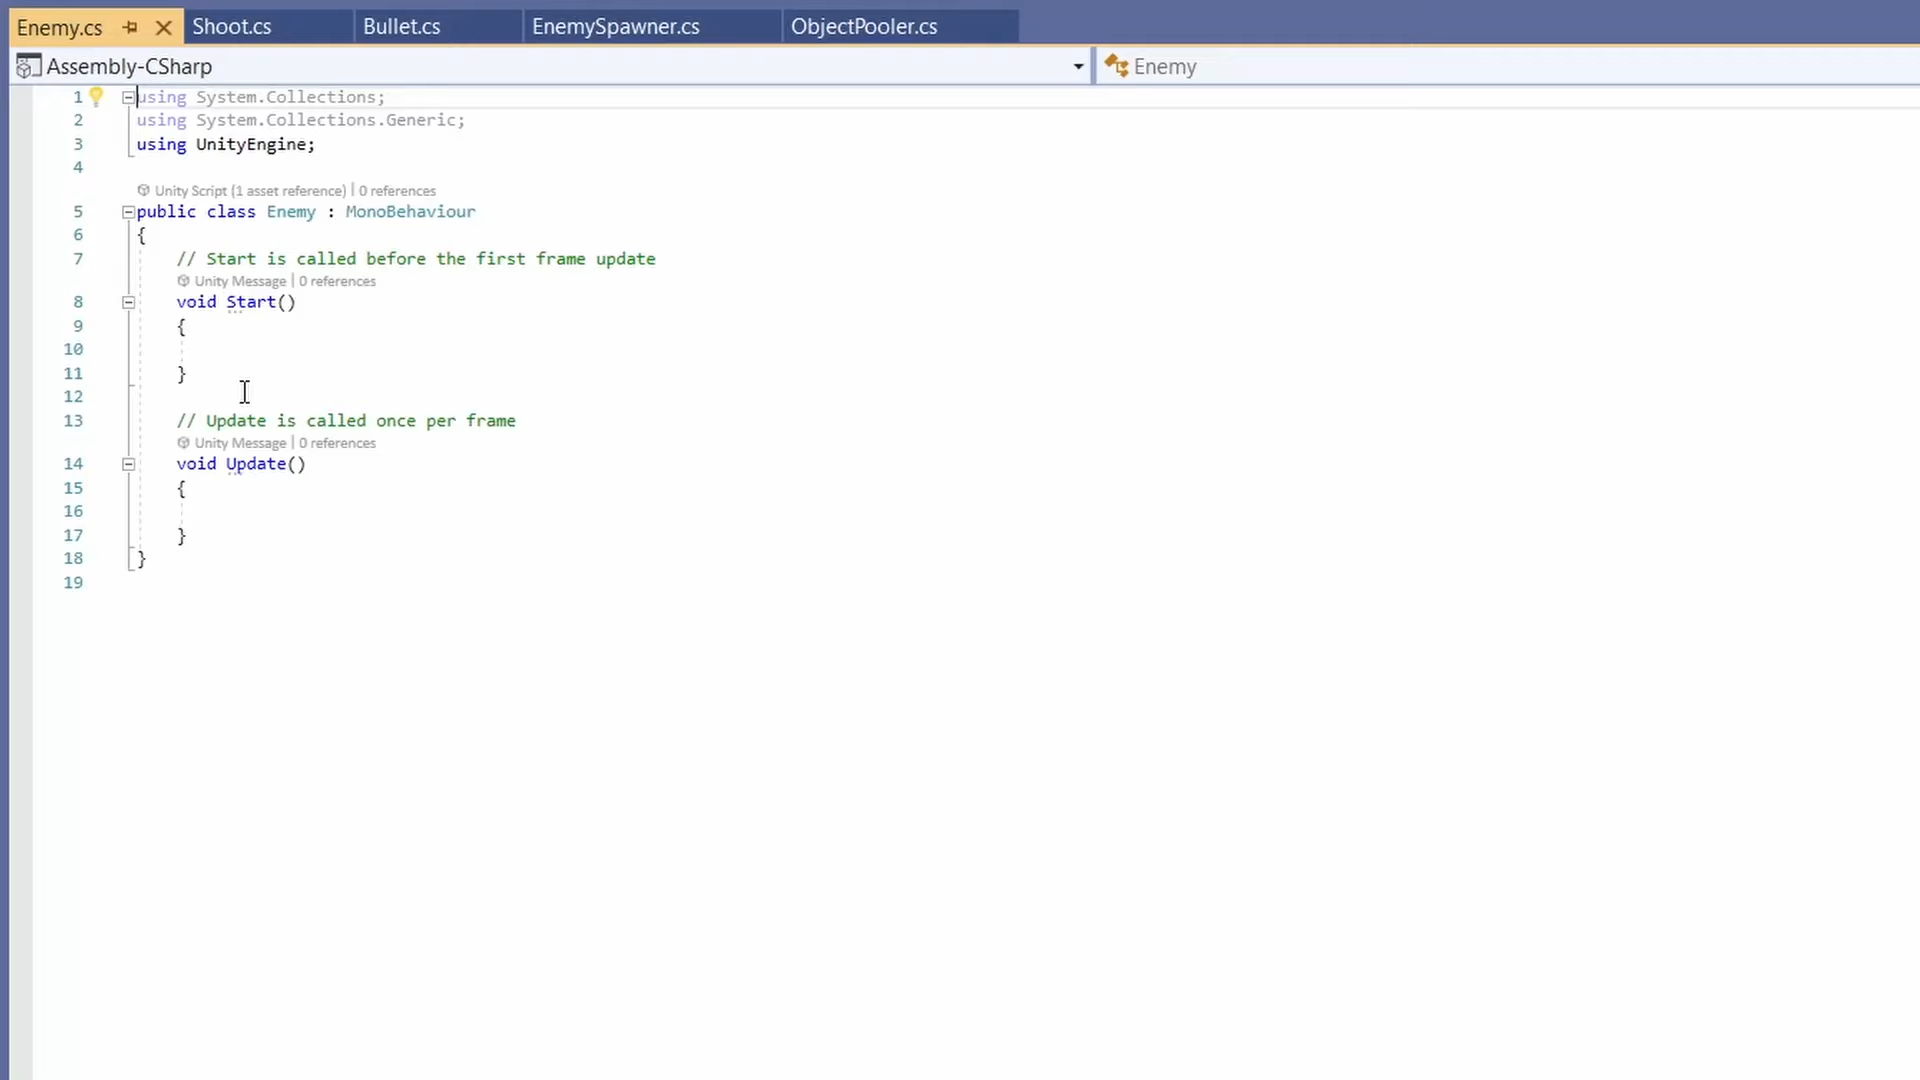 Enemy.cs Shoot.cs Bullet.cs EnemySpawner.cs ObjectPooler.cs
Assembly-CSharp Enemy
1 using System.Collections;
2 using System.Collections.Generic;
3 using UnityEngine;
4
Unity Script (1 asset reference) | 0 references
5 public class Enemy : MonoBehaviour
6 {
7 // Start is called before the first frame update
Unity Message | 0 references
8 void Start()
9 {
10
11 }
12
13 // Update is called once per frame
Unity Message | 0 references
14 void Update()
15 {
16
17 }
18 }
19